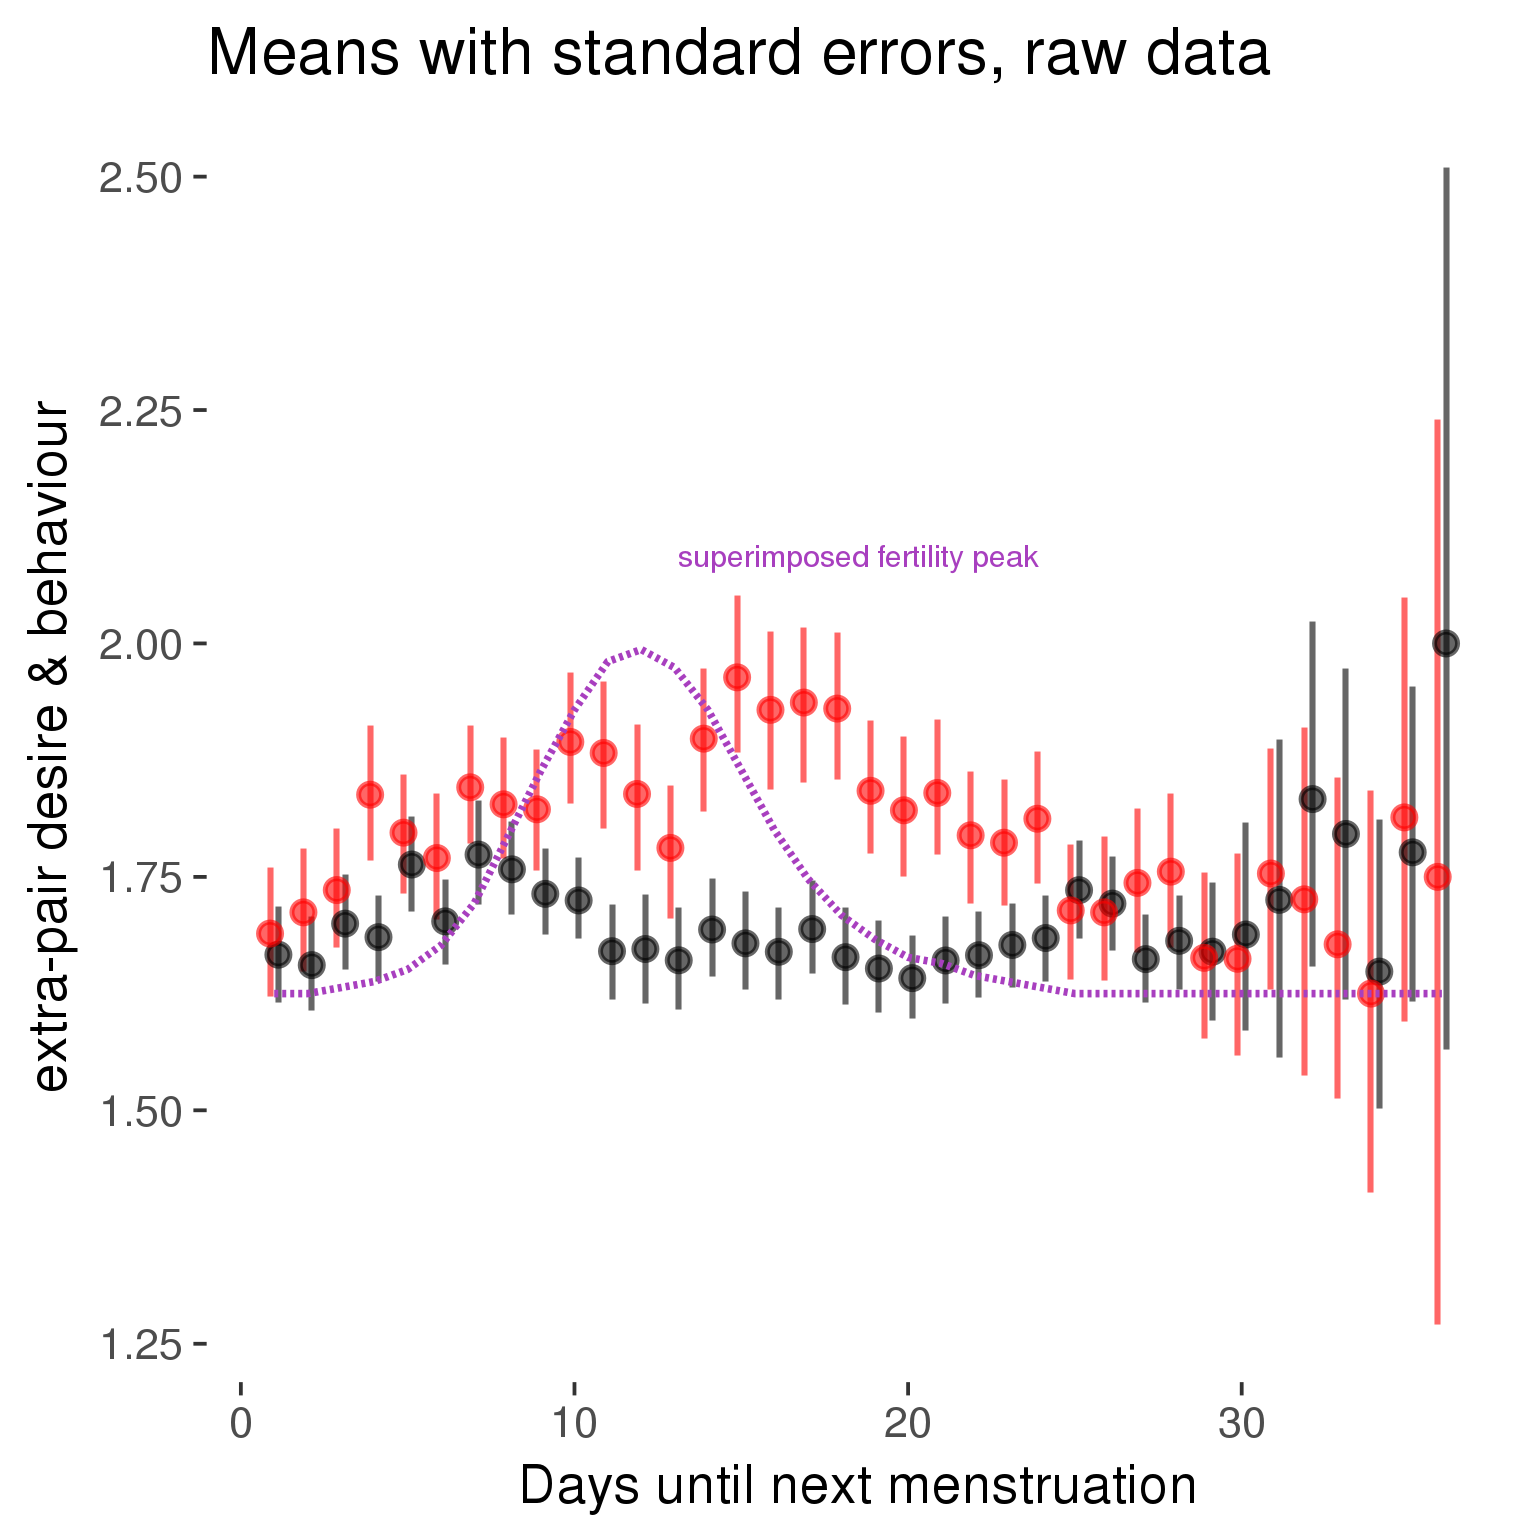 Means with standard errors, raw data
extra-pair desire & behaviour
2.50
2.25
2.00
1.75
1.50
1.25
superimposed fertility peak
0
10
20
30
Days until next menstruation